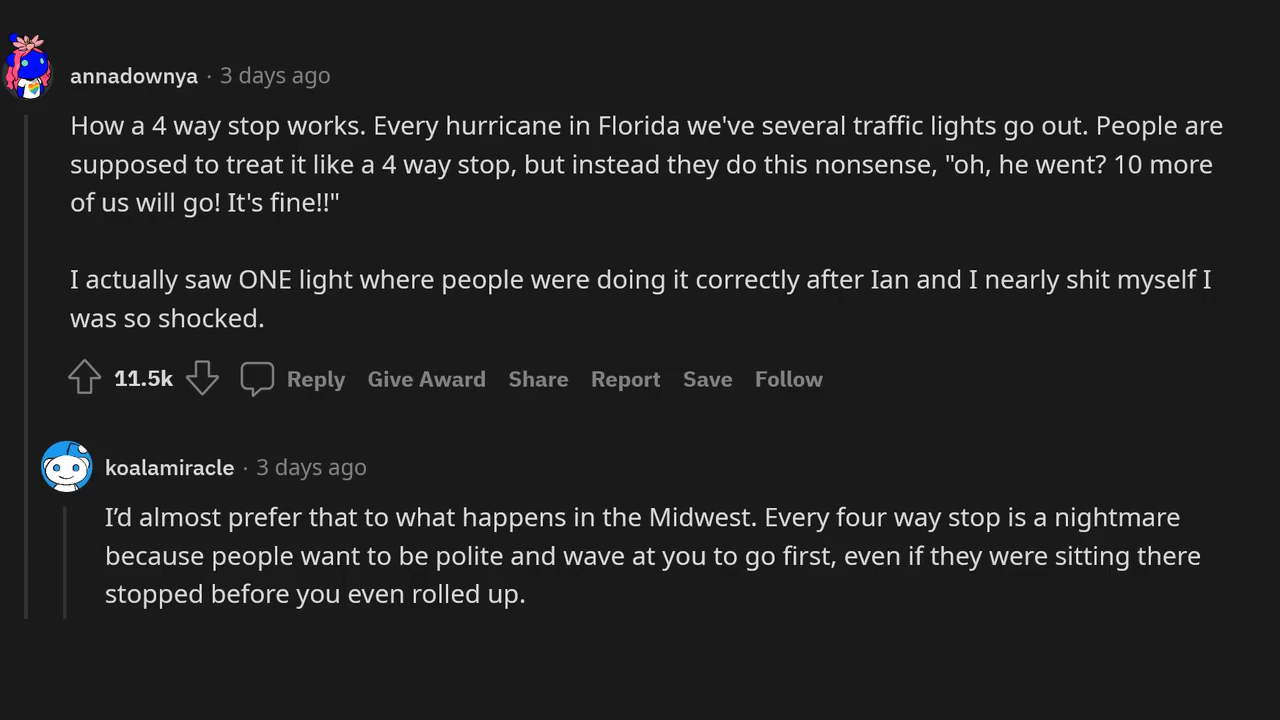 annadownya · 3 days ago
How a 4 way stop works. Every hurricane in Florida we've several traffic lights go out. People are
supposed to treat it like a 4 way stop, but instead they do this nonsense, "oh, he went? 10 more
of us will go! It's fine!!"
I actually saw ONE light where people were doing it correctly after Ian and I nearly shit myself I
was so shocked.
11.5k Reply Give Award Share Report Save Follow
koalamiracle · 3 days ago
I’d almost prefer that to what happens in the Midwest. Every four way stop is a nightmare
because people want to be polite and wave at you to go first, even if they were sitting there
stopped before you even rolled up.